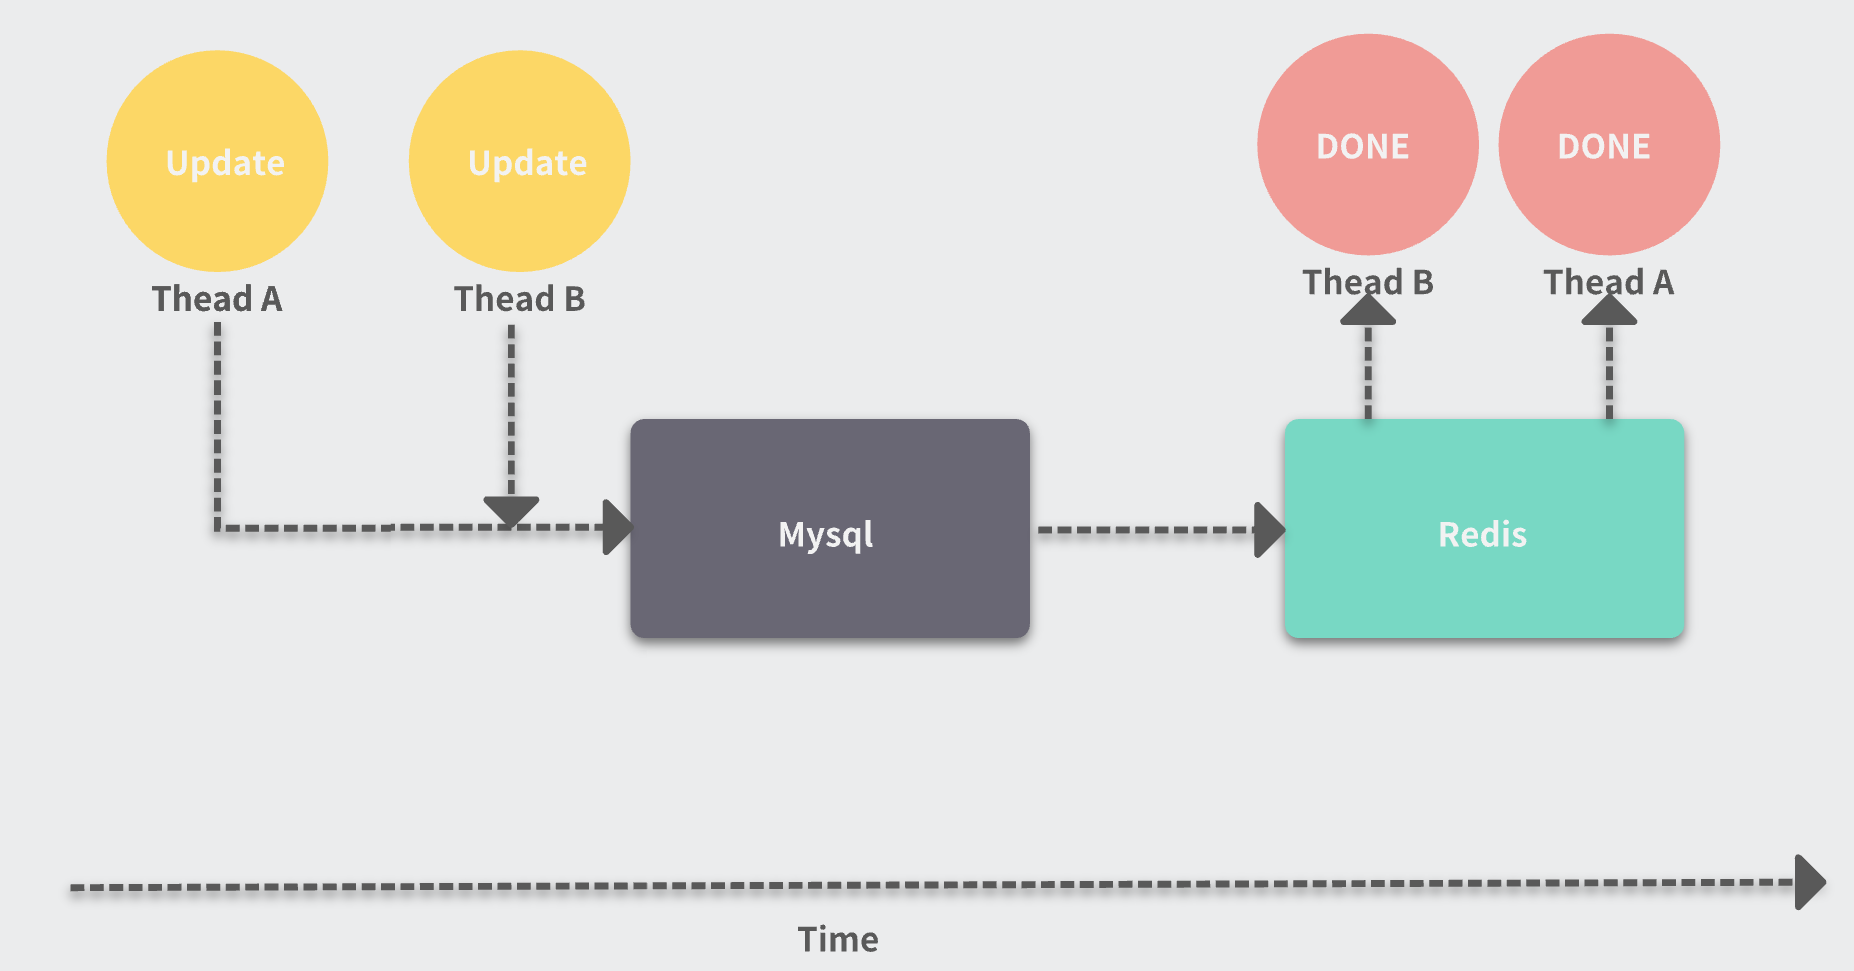 Update
Update
DONE
DONE
Thead A
Thead B
Thead B
Thead A
Mysql
Redis
Time